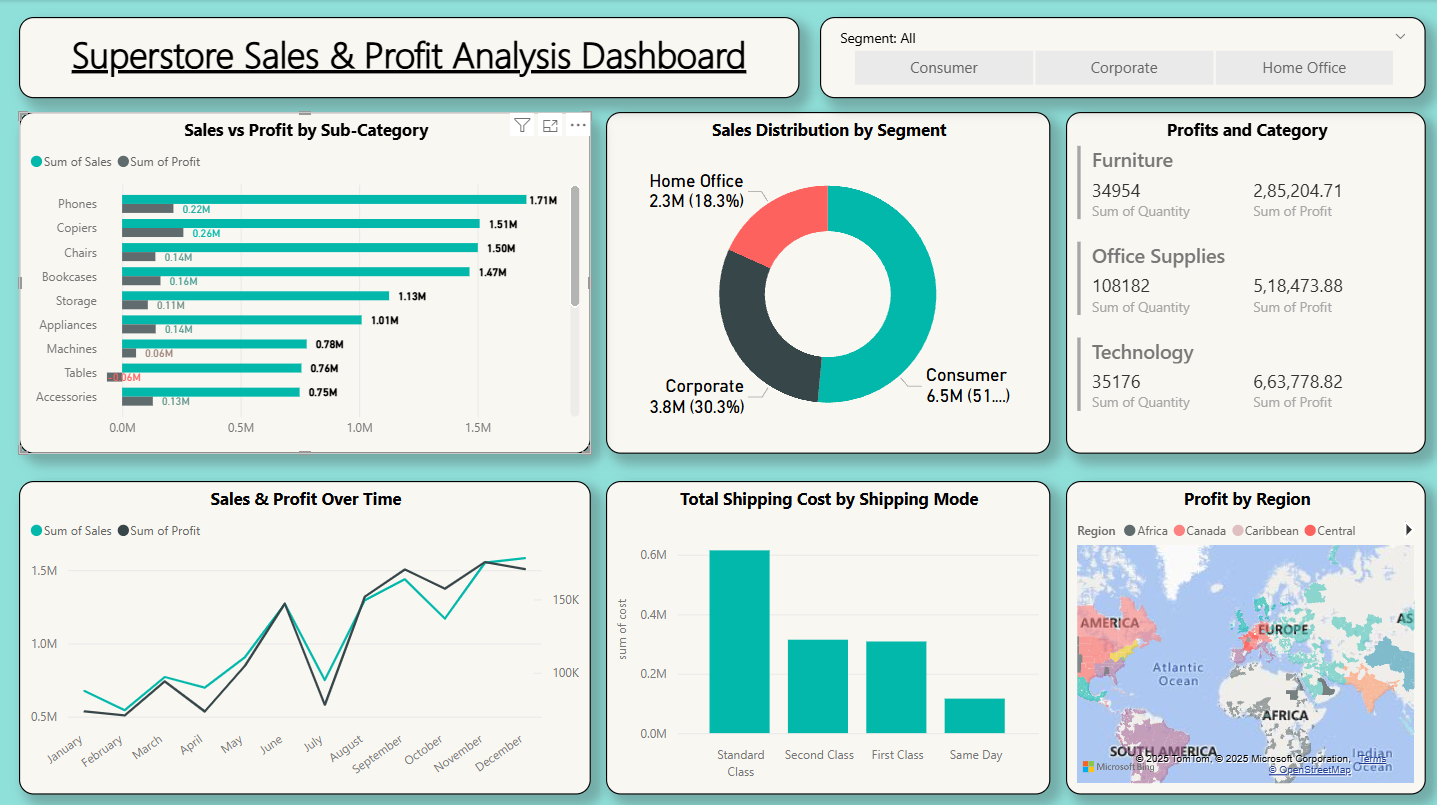 Superstore Sales & Profit Analysis Dashboard
Segment: All
Consumer
Corporate
Home Office
Sales vs Profit by Sub-Category
Sum of Sales
Sum of Profit
Phones
1.71M
0.22M
Copiers
1.51M
0.26M
Chairs
1.50M
0.14M
Bookcases
1.47M
0.16M
Storage
1.13M
0.11M
Appliances
1.01M
0.14M
Machines
0.78M
0.06M
Tables
0.76M
-0.06M
Accessories
0.75M
0.13M
0.0M
0.5M
1.0M
1.5M
Sales Distribution by Segment
Home Office
2.3M (18.3%)
Corporate
3.8M (30.3%)
Consumer
6.5M (51....)
Profits and Category
Furniture
34954
2,85,204.71
Sum of Quantity
Sum of Profit
Office Supplies
108182
5,18,473.88
Sum of Quantity
Sum of Profit
Technology
35176
6,63,778.82
Sum of Quantity
Sum of Profit
Sales & Profit Over Time
Sum of Sales
Sum of Profit
1.5M
1.0M
0.5M
150K
100K
January
February
March
April
May
June
July
August
September
October
November
December
Total Shipping Cost by Shipping Mode
sum of cost
0.6M
0.4M
0.2M
0.0M
Standard
Class
Second Class
First Class
Same Day
Profit by Region
Region
Africa
Canada
Caribbean
Central
AMERICA
EUROPE
AS
Atlantic
Ocean
AFRICA
SOUTH AMERICA
Indian
Ocean
Microsoft Bing
© 2025 TomTom, © 2025 Microsoft Corporation, Terms
© OpenStreetMap